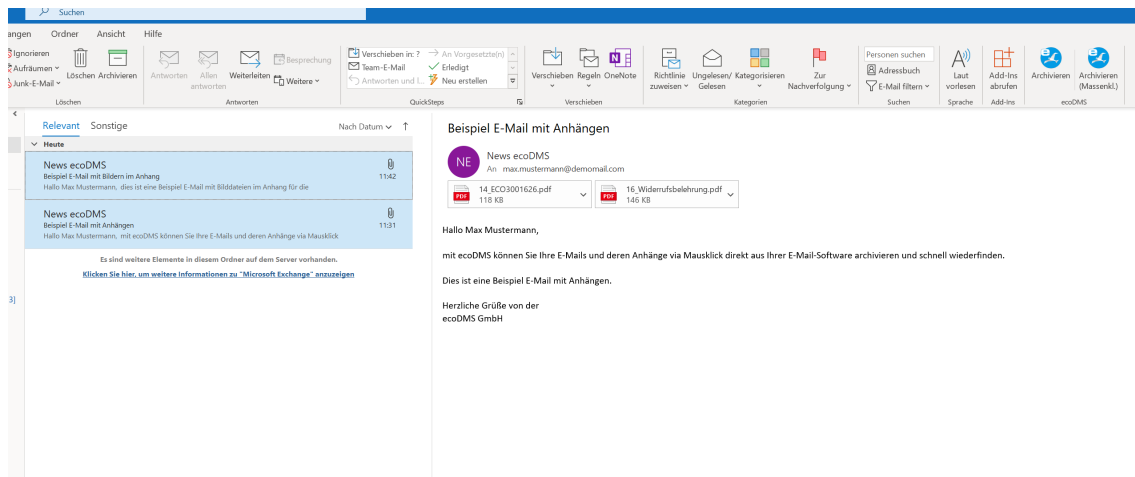 Suchen
angen Ordner Ansicht Hilfe
Ignorieren
Aufräumen
Junk-E-Mail
Löschen Archivieren
Löschen
Antworten Allen antworten Weiterleiten
Besprechung
Weitere
Antworten
Verschieben in: ? An Vorgesetzte(n)
Team-E-Mail Erledigt
Antworten und l... Neu erstellen
QuickSteps
Verschieben Regeln OneNote
Verschieben
Richtlinie zuweisen Ungelesen/ Gelesen Kategorisieren Zur Nachverfolgung
Kategorien
Personen suchen
Adressbuch
E-Mail filtern
Suchen
Laut vorlesen
Sprache
Add-Ins abrufen
Add-Ins
Archivieren Archivieren (Massenkl.)
ecoDMS
Relevant Sonstige Nach Datum
Heute
News ecoDMS
Beispiel E-Mail mit Bildern im Anhang 11:42
Hallo Max Mustermann, dies ist eine Beispiel E-Mail mit Bilddateien im Anhang für die
News ecoDMS
Beispiel E-Mail mit Anhängen 11:31
Hallo Max Mustermann, mit ecoDMS können Sie Ihre E-Mails und deren Anhänge via Mausklick
Es sind weitere Elemente in diesem Ordner auf dem Server vorhanden.
Klicken Sie hier, um weitere Informationen zu "Microsoft Exchange" anzuzeigen
3]
Beispiel E-Mail mit Anhängen
NE
News ecoDMS
An max.mustermann@demomail.com
PDF 14_ECO3001626.pdf
118 KB
PDF 16_Widerrufsbelehrung.pdf
146 KB
Hallo Max Mustermann,
mit ecoDMS können Sie Ihre E-Mails und deren Anhänge via Mausklick direkt aus Ihrer E-Mail-Software archivieren und schnell wiederfinden.
Dies ist eine Beispiel E-Mail mit Anhängen.
Herzliche Grüße von der
ecoDMS GmbH